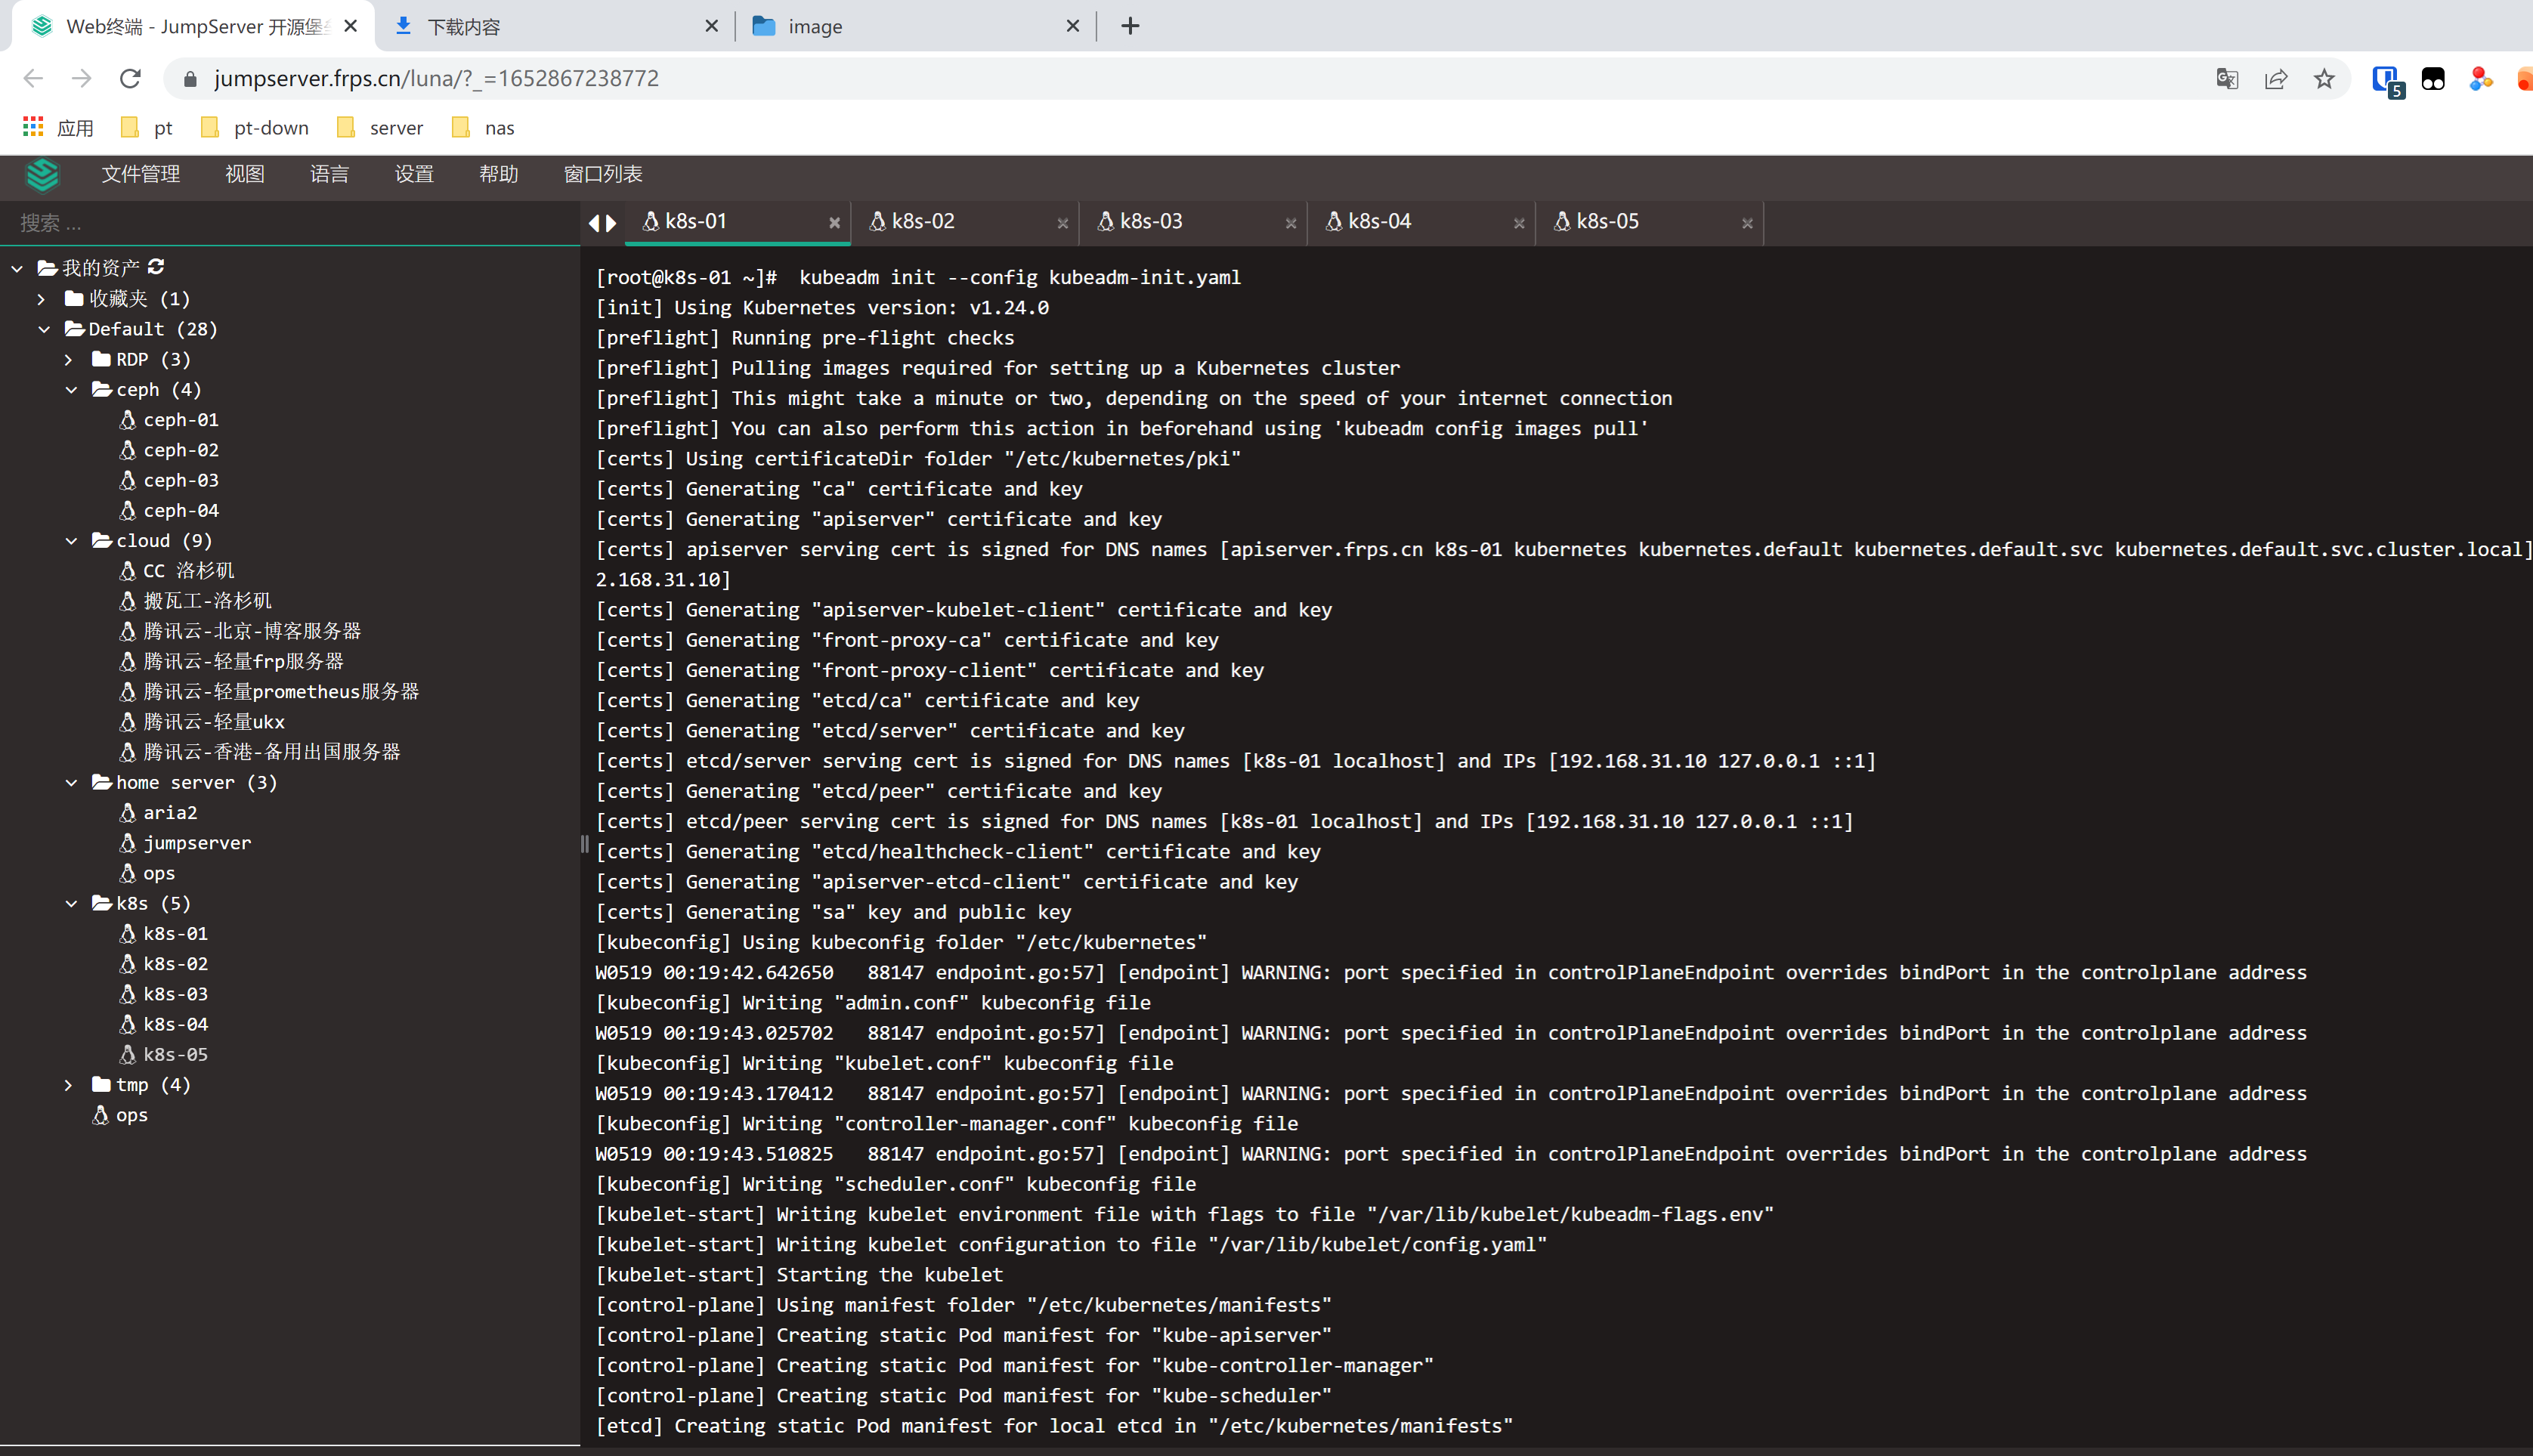 Web终端 - JumpServer 开源堡
下载内容
image
jumpserver.frps.cn/luna/?_=1652867238772
5
应用
pt
pt-down
server
nas
文件管理
视图
语言
设置
帮助
窗口列表
搜索 ...
k8s-01
k8s-02
k8s-03
k8s-04
k8s-05
我的资产
收藏夹 (1)
Default (28)
RDP (3)
ceph (4)
ceph-01
ceph-02
ceph-03
ceph-04
cloud (9)
CC 洛杉矶
搬瓦工-洛杉矶
腾讯云-北京-博客服务器
腾讯云-轻量frp服务器
腾讯云-轻量prometheus服务器
腾讯云-轻量ukx
腾讯云-香港-备用出国服务器
home server (3)
aria2
jumpserver
ops
k8s (5)
k8s-01
k8s-02
k8s-03
k8s-04
k8s-05
tmp (4)
ops
[root@k8s-01 ~]#  kubeadm init --config kubeadm-init.yaml
[init] Using Kubernetes version: v1.24.0
[preflight] Running pre-flight checks
[preflight] Pulling images required for setting up a Kubernetes cluster
[preflight] This might take a minute or two, depending on the speed of your internet connection
[preflight] You can also perform this action in beforehand using 'kubeadm config images pull'
[certs] Using certificateDir folder "/etc/kubernetes/pki"
[certs] Generating "ca" certificate and key
[certs] Generating "apiserver" certificate and key
[certs] apiserver serving cert is signed for DNS names [apiserver.frps.cn k8s-01 kubernetes kubernetes.default kubernetes.default.svc kubernetes.default.svc.cluster.local]
2.168.31.10]
[certs] Generating "apiserver-kubelet-client" certificate and key
[certs] Generating "front-proxy-ca" certificate and key
[certs] Generating "front-proxy-client" certificate and key
[certs] Generating "etcd/ca" certificate and key
[certs] Generating "etcd/server" certificate and key
[certs] etcd/server serving cert is signed for DNS names [k8s-01 localhost] and IPs [192.168.31.10 127.0.0.1 ::1]
[certs] Generating "etcd/peer" certificate and key
[certs] etcd/peer serving cert is signed for DNS names [k8s-01 localhost] and IPs [192.168.31.10 127.0.0.1 ::1]
[certs] Generating "etcd/healthcheck-client" certificate and key
[certs] Generating "apiserver-etcd-client" certificate and key
[certs] Generating "sa" key and public key
[kubeconfig] Using kubeconfig folder "/etc/kubernetes"
W0519 00:19:42.642650   88147 endpoint.go:57] [endpoint] WARNING: port specified in controlPlaneEndpoint overrides bindPort in the controlplane address
[kubeconfig] Writing "admin.conf" kubeconfig file
W0519 00:19:43.025702   88147 endpoint.go:57] [endpoint] WARNING: port specified in controlPlaneEndpoint overrides bindPort in the controlplane address
[kubeconfig] Writing "kubelet.conf" kubeconfig file
W0519 00:19:43.170412   88147 endpoint.go:57] [endpoint] WARNING: port specified in controlPlaneEndpoint overrides bindPort in the controlplane address
[kubeconfig] Writing "controller-manager.conf" kubeconfig file
W0519 00:19:43.510825   88147 endpoint.go:57] [endpoint] WARNING: port specified in controlPlaneEndpoint overrides bindPort in the controlplane address
[kubeconfig] Writing "scheduler.conf" kubeconfig file
[kubelet-start] Writing kubelet environment file with flags to file "/var/lib/kubelet/kubeadm-flags.env"
[kubelet-start] Writing kubelet configuration to file "/var/lib/kubelet/config.yaml"
[kubelet-start] Starting the kubelet
[control-plane] Using manifest folder "/etc/kubernetes/manifests"
[control-plane] Creating static Pod manifest for "kube-apiserver"
[control-plane] Creating static Pod manifest for "kube-controller-manager"
[control-plane] Creating static Pod manifest for "kube-scheduler"
[etcd] Creating static Pod manifest for local etcd in "/etc/kubernetes/manifests"